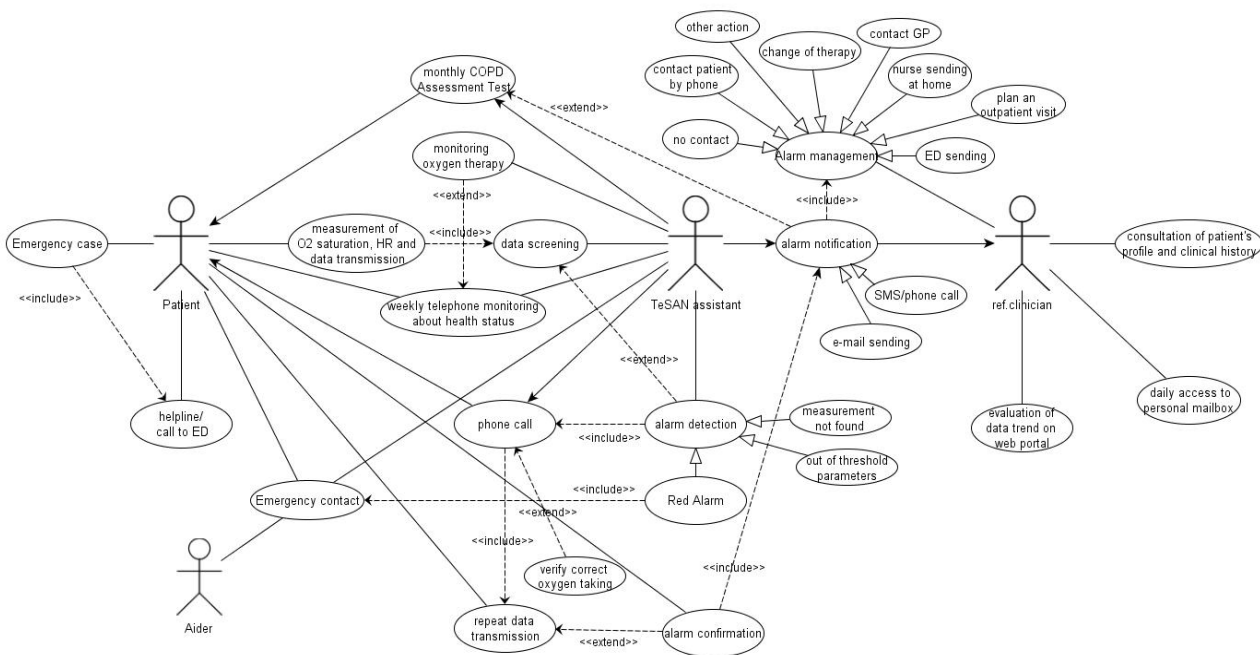 other action
contact GP
change of therapy
monthly COPD
Assessment Test
contact patient
by phone
nurse sending
at home
plan an
outpatient visit
<<extend>>
no contact
Alarm management
ED sending
monitoring
oxygen therapy
<<extend>>
<<include>>
Emergency case
measurement of
O2 saturation, HR and
data transmission
<<include>>
data screening
alarm notification
consultation of patient's
profile and clinical history
Patient
TeSAN assistant
ref.clinician
<<include>>
weekly telephone monitoring
about health status
SMS/phone call
e-mail sending
<<extend>>
helpline/
call to ED
phone call
<<include>>
alarm detection
measurement
not found
evaluation of
data trend on
web portal
daily access to
personal mailbox
out of threshold
parameters
Emergency contact
<<include>>
Red Alarm
<<extend>>
<<include>>
verify correct
oxygen taking
<<include>>
Aider
repeat data
transmission
<<extend>>
alarm confirmation